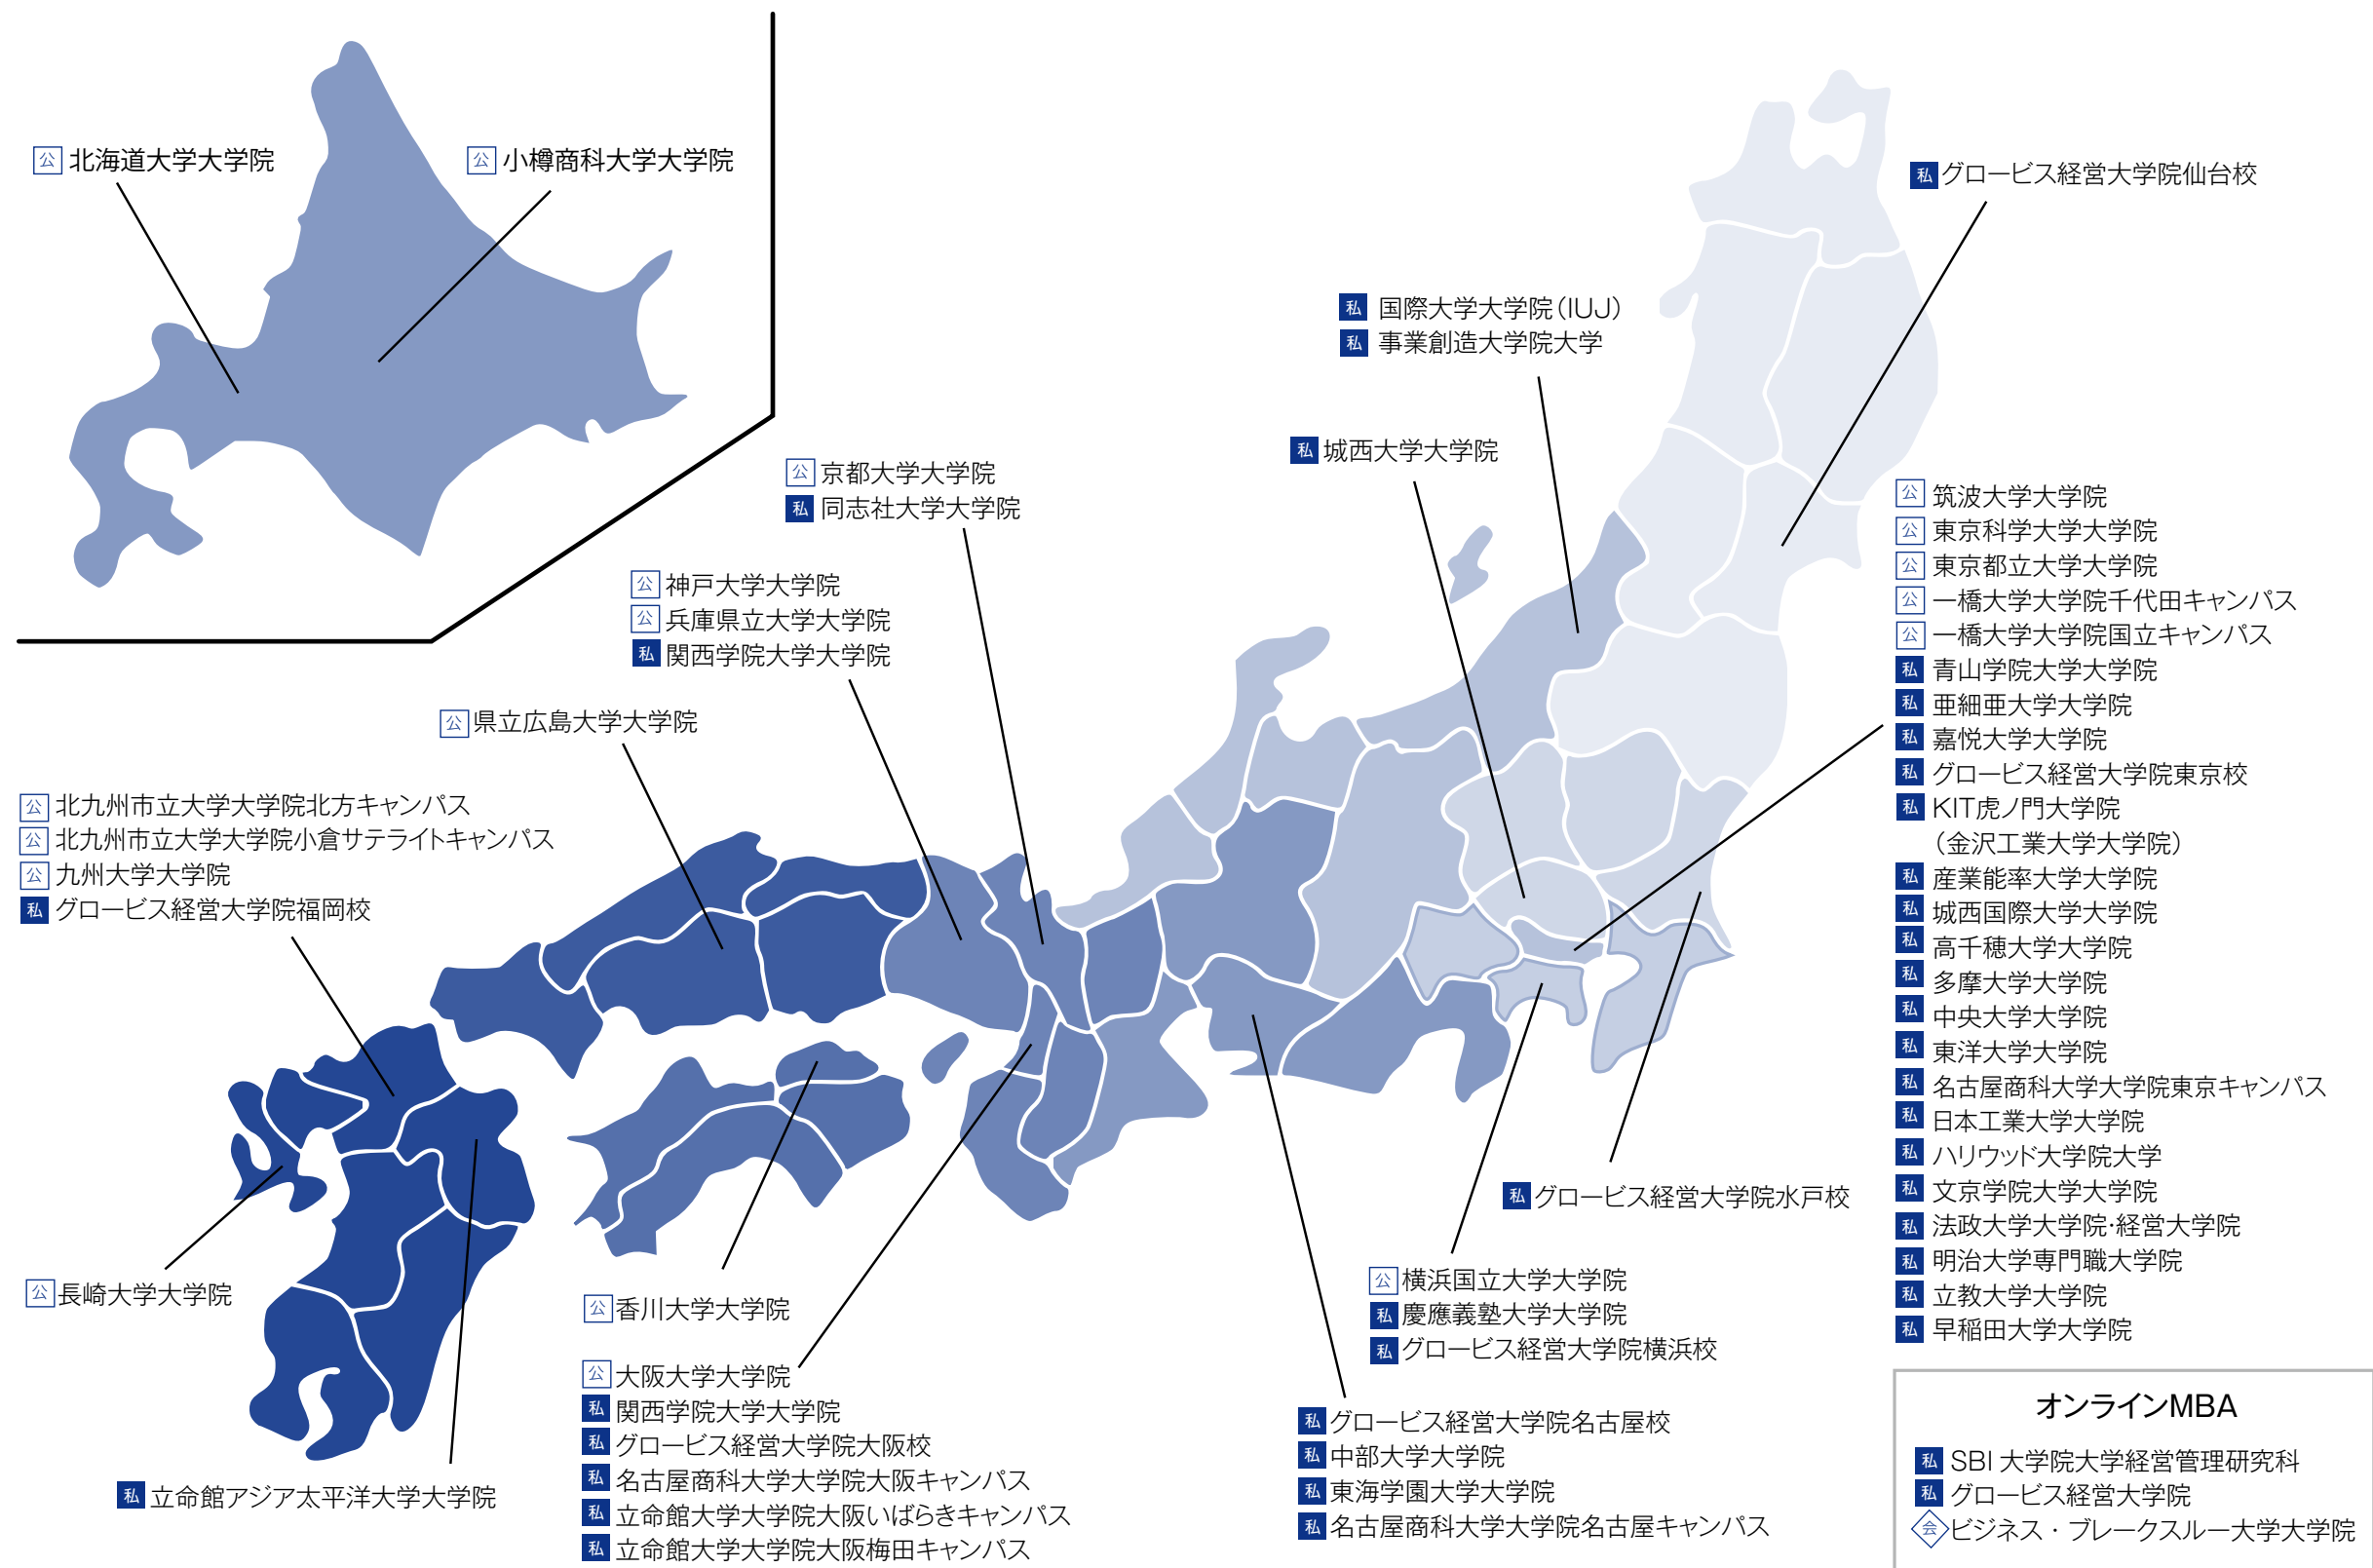 公 北海道大学大学院
公 小樽商科大学大学院
私 グロービス経営大学院仙台校
私 国際大学大学院（IUJ）
私 事業創造大学院大学
私 城西大学大学院
公 京都大学大学院
私 同志社大学大学院
公 神戸大学大学院
公 兵庫県立大学大学院
私 関西学院大学大学院
公 県立広島大学大学院
公 北九州市立大学大学院北方キャンパス
公 北九州市立大学大学院小倉サテライトキャンパス
公 九州大学大学院
私 グロービス経営大学院福岡校
公 筑波大学大学院
公 東京科学大学大学院
公 東京都立大学大学院
公 一橋大学大学院千代田キャンパス
公 一橋大学大学院国立キャンパス
私 青山学院大学大学院
私 亜細亜大学大学院
私 嘉悦大学大学院
私 グロービス経営大学院東京校
私 KIT虎ノ門大学院
（金沢工業大学大学院）
私 産業能率大学大学院
私 城西国際大学大学院
私 高千穂大学大学院
私 多摩大学大学院
私 中央大学大学院
私 東洋大学大学院
私 名古屋商科大学大学院東京キャンパス
私 日本工業大学大学院
私 ハリウッド大学院大学
私 文京学院大学大学院
私 法政大学大学院・経営大学院
私 明治大学専門職大学院
私 立教大学大学院
私 早稲田大学大学院
私 グロービス経営大学院水戸校
公 横浜国立大学大学院
私 慶應義塾大学大学院
私 グロービス経営大学院横浜校
公 長崎大学大学院
公 香川大学大学院
公 大阪大学大学院
私 関西学院大学大学院
私 グロービス経営大学院大阪校
私 名古屋商科大学大学院大阪キャンパス
私 立命館大学大学院大阪いばらきキャンパス
私 立命館大学大学院大阪梅田キャンパス
私 グロービス経営大学院名古屋校
私 中部大学大学院
私 東海学園大学大学院
私 名古屋商科大学大学院名古屋キャンパス
私 立命館アジア太平洋大学大学院
オンラインMBA
私 SBI 大学院大学経営管理研究科
私 グロービス経営大学院
会 ビジネス・ブレークスルー大学大学院